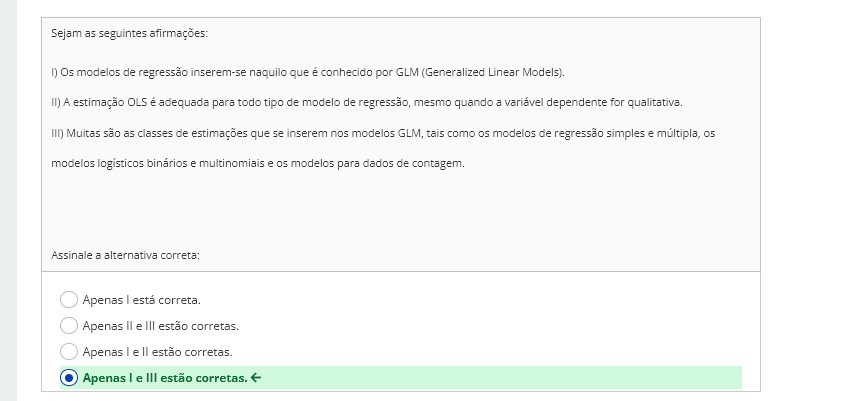 Sejam as seguintes afirmações:
I) Os modelos de regressão inserem-se naquilo que é conhecido por GLM (Generalized Linear Models).
II) A estimação OLS é adequada para todo tipo de modelo de regressão, mesmo quando a variável dependente for qualitativa.
III) Muitas são as classes de estimações que se inserem nos modelos GLM, tais como os modelos de regressão simples e múltipla, os
modelos logísticos binários e multinomiais e os modelos para dados de contagem.
Assinale a alternativa correta:
Apenas I está correta.
Apenas II e III estão corretas.
Apenas I e II estão corretas.
Apenas I e III estão corretas. ←